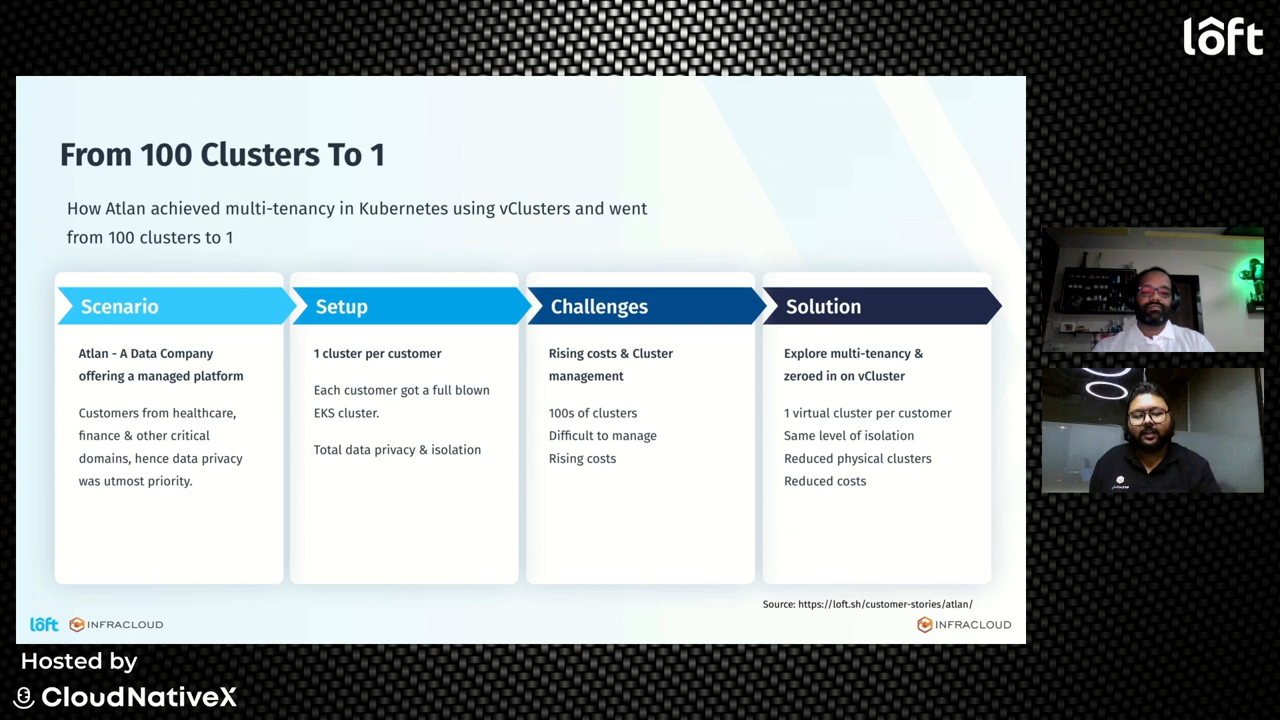 loft
From 100 Clusters To 1
How Atlan achieved multi-tenancy in Kubernetes using vClusters and went
from 100 clusters to 1
Scenario
Atlan - A Data Company
offering a managed platform
Customers from healthcare,
finance & other critical
domains, hence data privacy
was utmost priority.
Setup
1 cluster per customer
Each customer got a full blown
EKS cluster.
Total data privacy & isolation
Challenges
Rising costs & Cluster
management
100s of clusters
Difficult to manage
Rising costs
Solution
Explore multi-tenancy &
zeroed in on vCluster
1 virtual cluster per customer
Same level of isolation
Reduced physical clusters
Reduced costs
Source: https://loft.sh/customer-stories/atlan/
loft INFRACLOUD
INFRACLOUD
Hosted by
CloudNativeX